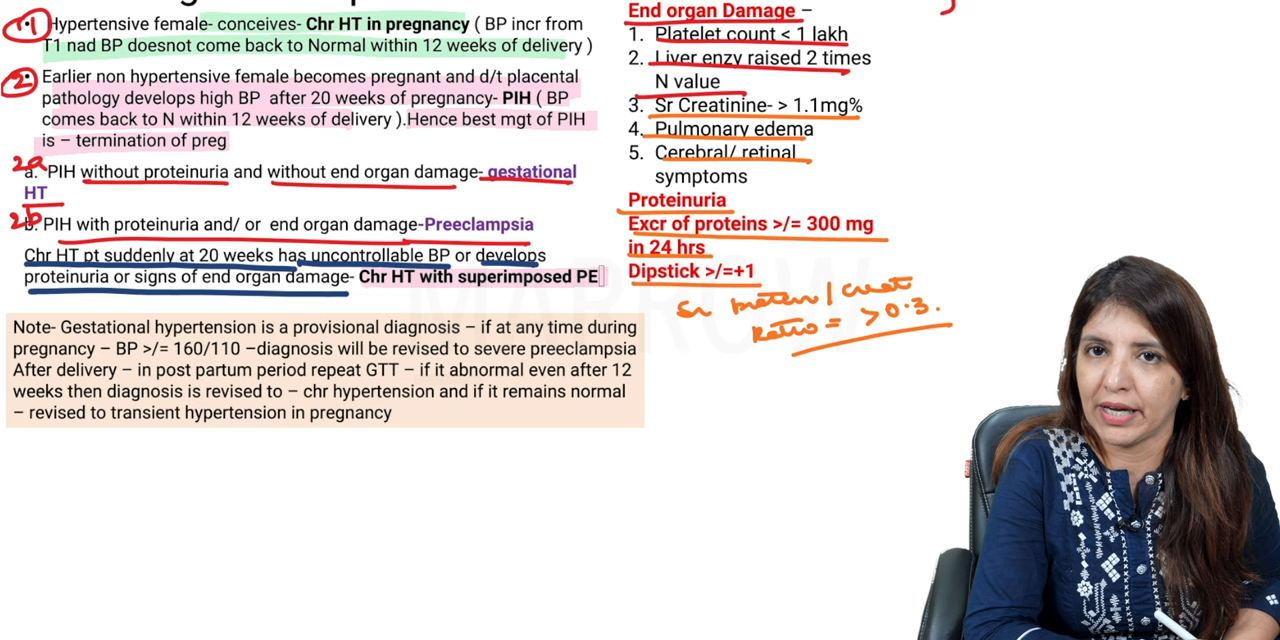 1
Hypertensive female- conceives- Chr HT in pregnancy ( BP incr from
T1 nad BP doesnot come back to Normal within 12 weeks of delivery )
2
Earlier non hypertensive female becomes pregnant and d/t placental
pathology develops high BP after 20 weeks of pregnancy- PIH ( BP
comes back to N within 12 weeks of delivery ).Hence best mgt of PIH
is – termination of preg
2a
a. PIH without proteinuria and without end organ damage- gestational
HT
2b
b. PIH with proteinuria and/ or end organ damage-Preeclampsia
Chr HT pt suddenly at 20 weeks has uncontrollable BP or develops
proteinuria or signs of end organ damage- Chr HT with superimposed PE
Note- Gestational hypertension is a provisional diagnosis – if at any time during
pregnancy – BP >/= 160/110 –diagnosis will be revised to severe preeclampsia
After delivery – in post partum period repeat GTT – if it abnormal even after 12
weeks then diagnosis is revised to – chr hypertension and if it remains normal
– revised to transient hypertension in pregnancy
End organ Damage –
1. Platelet count < 1 lakh
2. Liver enzy raised 2 times
N value
3. Sr Creatinine- > 1.1mg%
4. Pulmonary edema
5. Cerebral/ retinal
symptoms
Proteinuria
Excr of proteins >/= 300 mg
in 24 hrs
Dipstick >/=+1
Sr protein / Creat
Ratio = >0.3.
MARROW